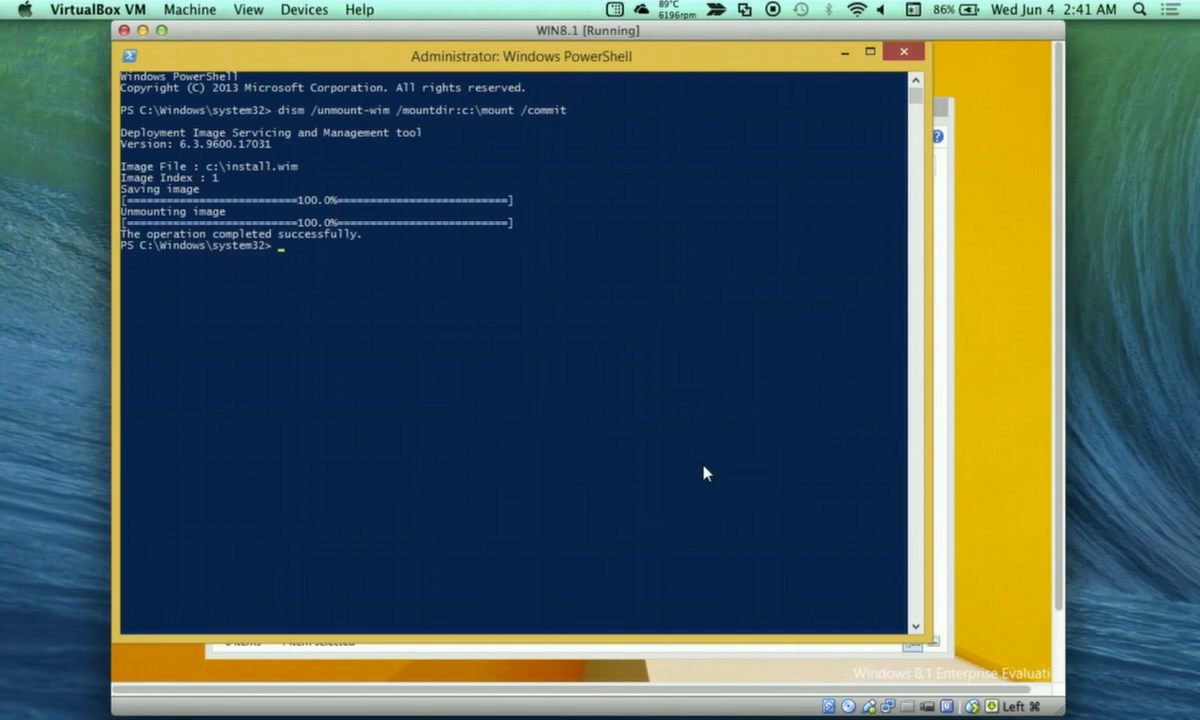 VirtualBox VM Machine View Devices Help 89°C 6196rpm 86% Wed Jun 4 2:41 AM
WIN8.1 [Running]
Administrator: Windows PowerShell
Windows PowerShell
Copyright (C) 2013 Microsoft Corporation. All rights reserved.
PS C:\Windows\system32> dism /unmount-wim /mountdir:c:\mount /commit
Deployment Image Servicing and Management tool
Version: 6.3.9600.17031
Image File : c:\install.wim
Image Index : 1
Saving image
[==========================100.0%==========================]
Unmounting image
[==========================100.0%==========================]
The operation completed successfully.
PS C:\Windows\system32>
Windows 8.1 Enterprise Evaluati
Left ⌘